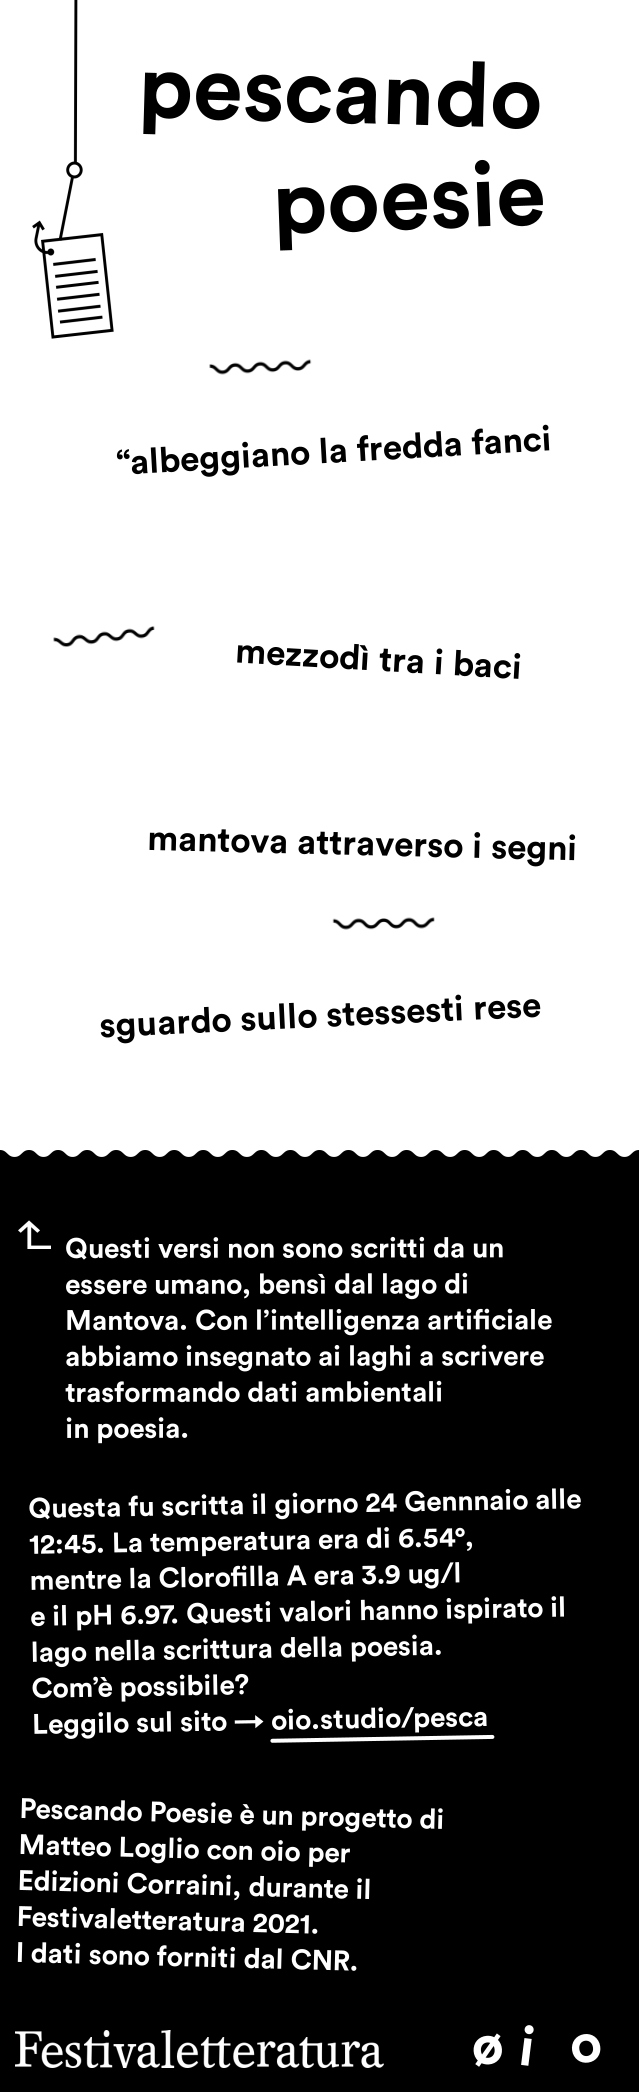 pescando
poesie
“albeggiano la fredda fanci
mezzodì tra i baci
mantova attraverso i segni
sguardo sullo stessesti rese
Questi versi non sono scritti da un
essere umano, bensì dal lago di
Mantova. Con l’intelligenza artificiale
abbiamo insegnato ai laghi a scrivere
trasformando dati ambientali
in poesia.
Questa fu scritta il giorno 24 Gennnaio alle
12:45. La temperatura era di 6.54°,
mentre la Clorofilla A era 3.9 ug/l
e il pH 6.97. Questi valori hanno ispirato il
lago nella scrittura della poesia.
Com’è possibile?
Leggilo sul sito → oio.studio/pesca
Pescando Poesie è un progetto di
Matteo Loglio con oio per
Edizioni Corraini, durante il
Festivaletteratura 2021.
I dati sono forniti dal CNR.
Festivaletteratura øi o